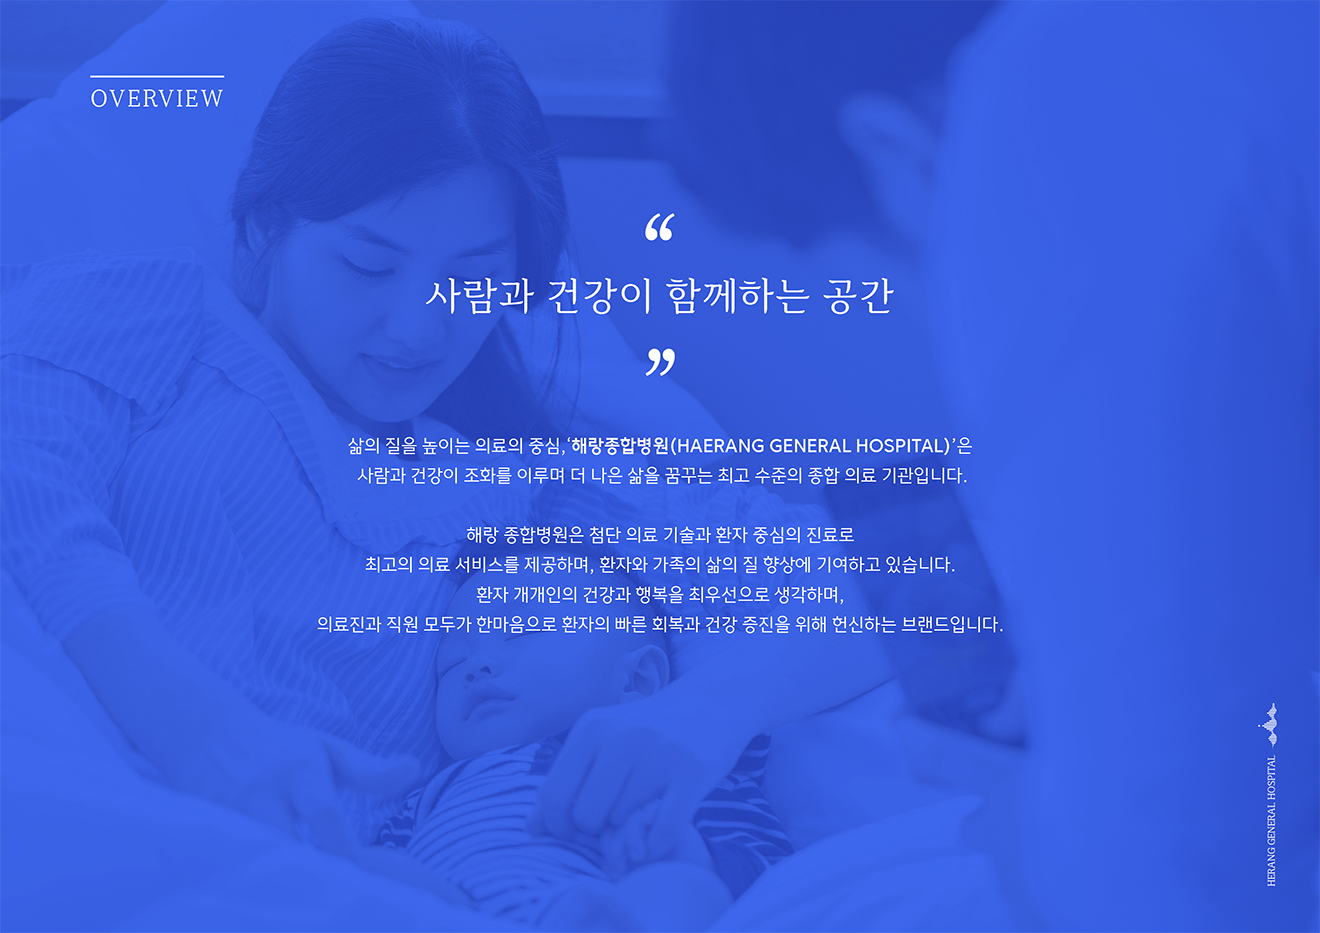 OVERVIEW
“
사람과 건강이 함께하는 공간
”
삶의 질을 높이는 의료의 중심, ‘해랑종합병원(HAERANG GENERAL HOSPITAL)’은
사람과 건강이 조화를 이루며 더 나은 삶을 꿈꾸는 최고 수준의 종합 의료 기관입니다.
해랑 종합병원은 첨단 의료 기술과 환자 중심의 진료로
최고의 의료 서비스를 제공하며, 환자와 가족의 삶의 질 향상에 기여하고 있습니다.
환자 개개인의 건강과 행복을 최우선으로 생각하며,
의료진과 직원 모두가 한마음으로 환자의 빠른 회복과 건강 증진을 위해 헌신하는 브랜드입니다.
HERANG GENERAL HOSPITAL